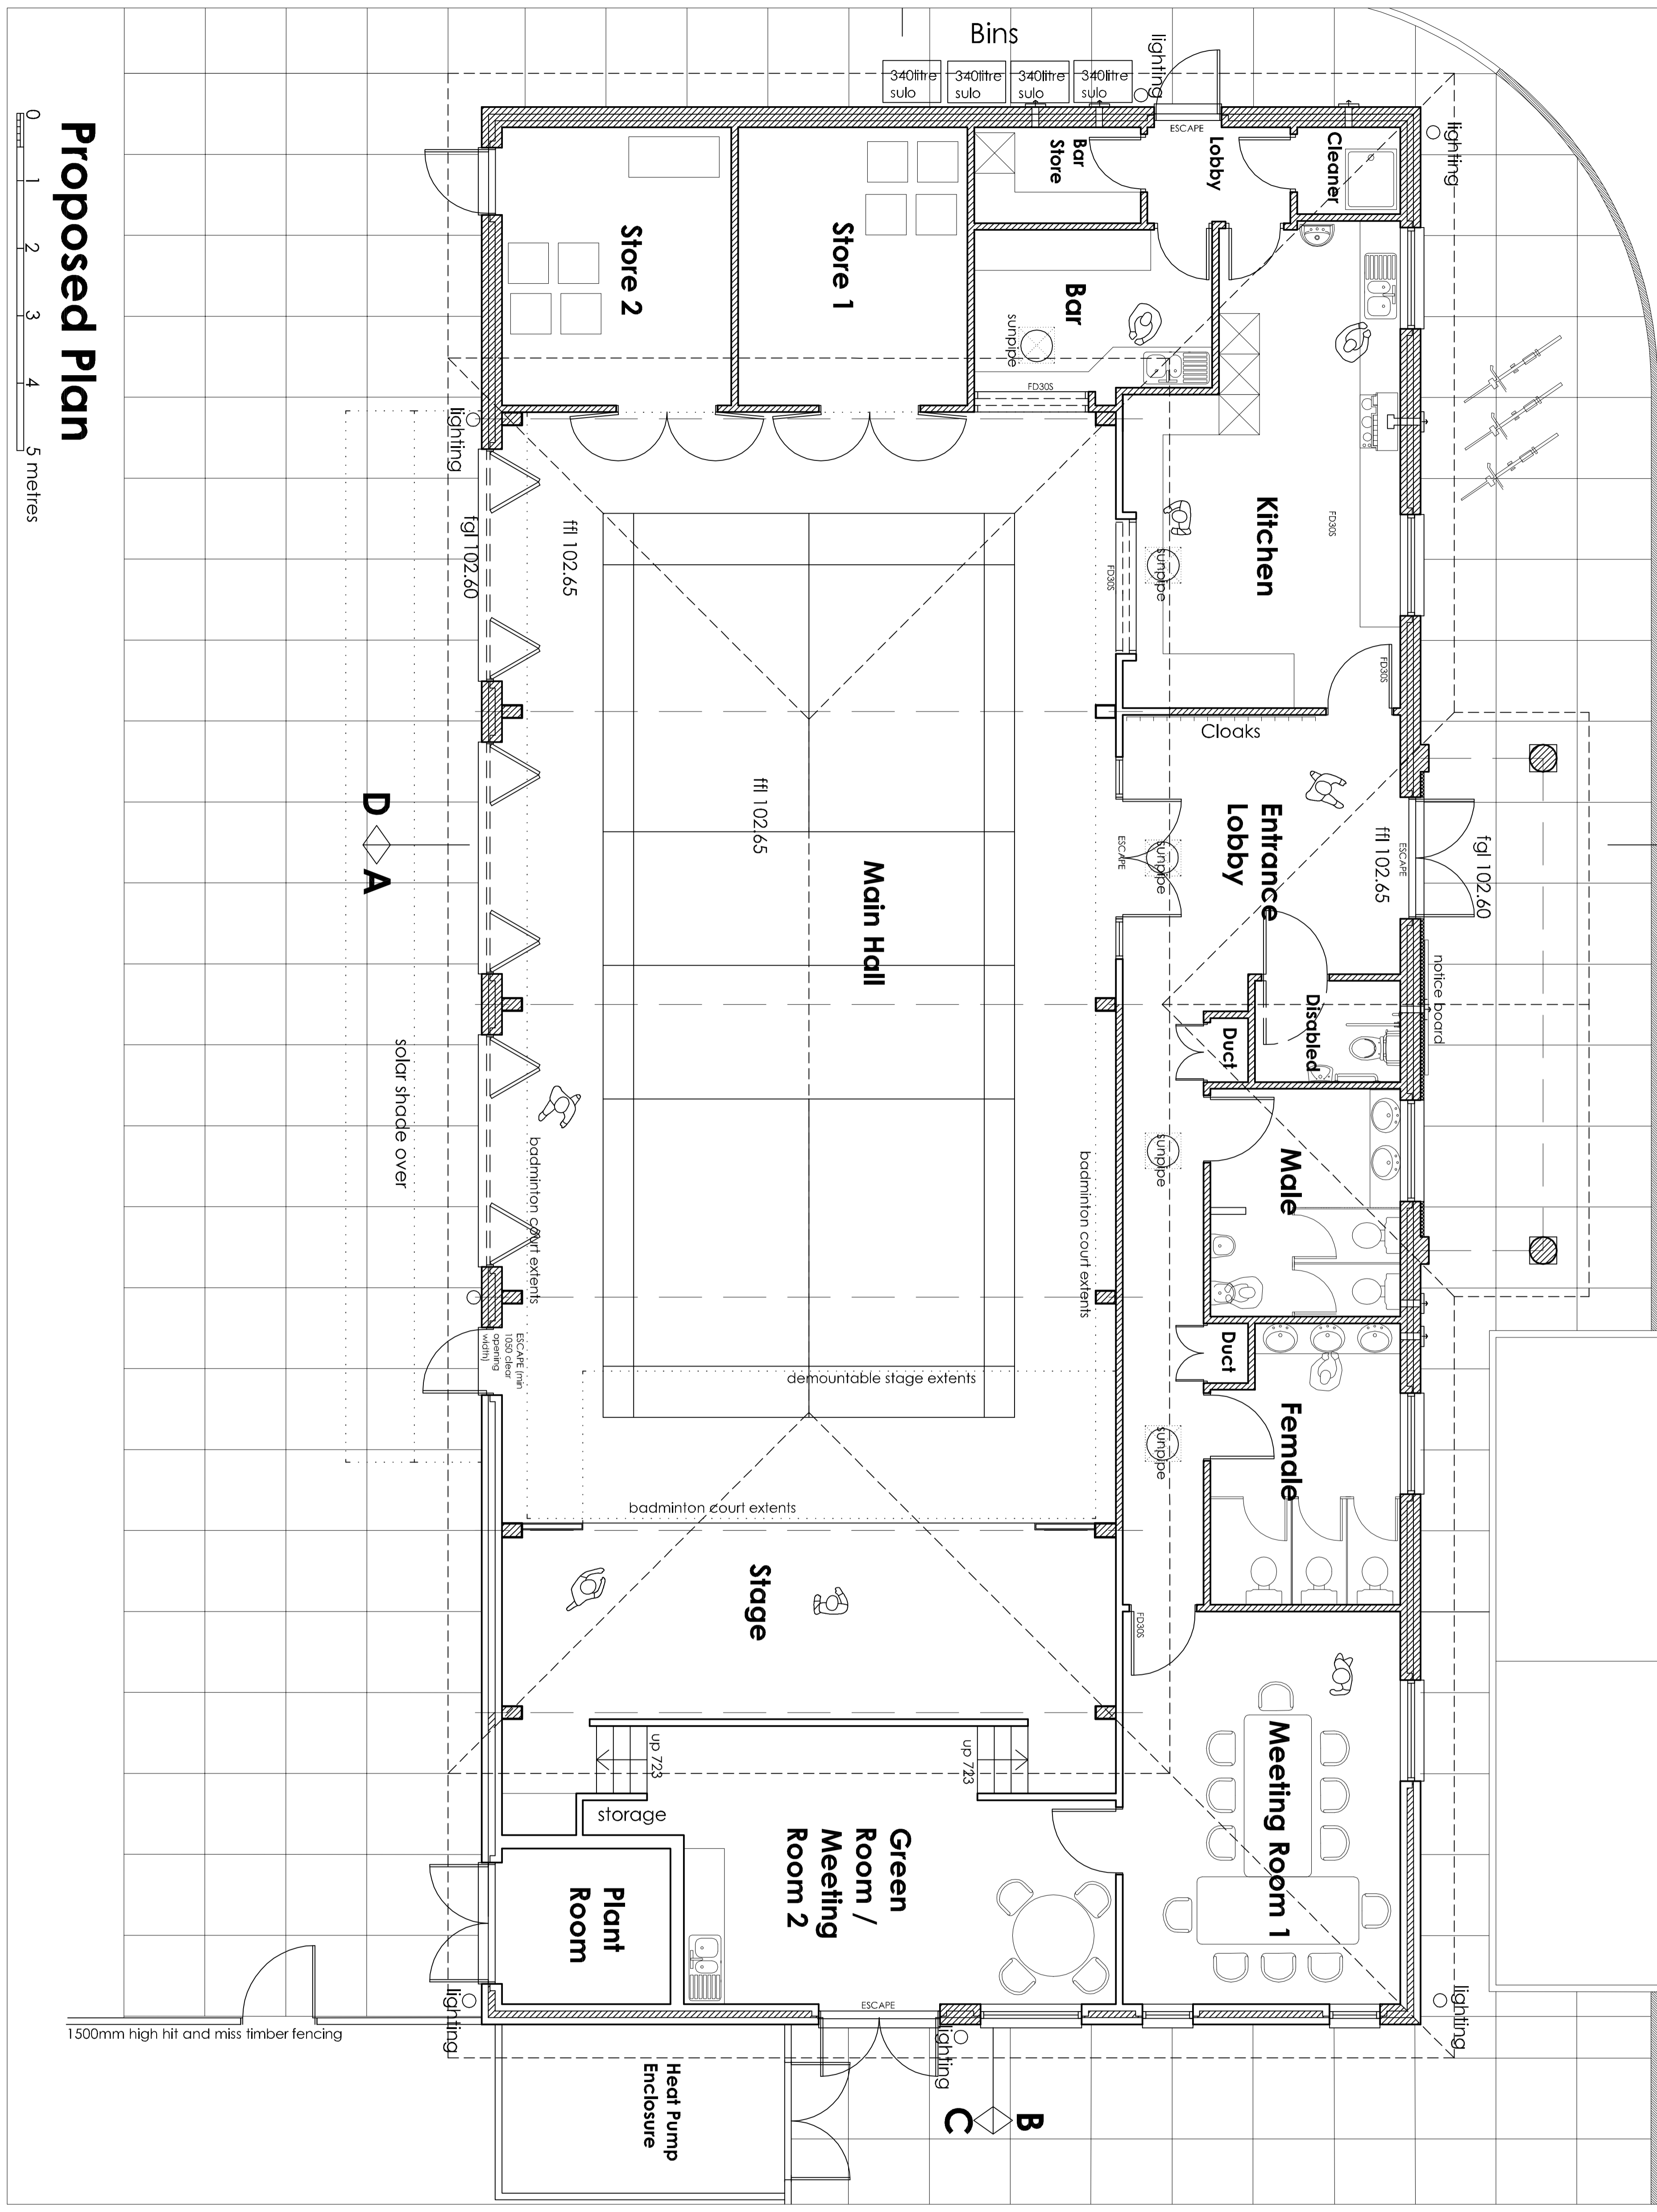 Bins
340litre
sulo
340litre
sulo
340litre
sulo
340litre
sulo
lighting
ESCAPE
lighting
Cleaner
Lobby
Bar
Store
Store 2
Store 1
Bar
sunpipe
FD30S
Kitchen
FD30S
sunpipe
FD30S
FD30S
lighting
fgl 102.60
ffl 102.65
Cloaks
Entrance
Lobby
ESCAPE
sunpipe
ESCAPE
ffl 102.65
fgl 102.60
notice board
Disabled
Duct
ffl 102.65
Main Hall
D
A
solar shade over
badminton court extents
badminton court extents
sunpipe
Male
Duct
ESCAPE (min
1050 clear
opening
width)
demountable stage extents
sunpipe
Female
badminton court extents
Stage
FD30S
Meeting Room 1
up 723
up 723
storage
Green
Room /
Meeting
Room 2
Plant
Room
ESCAPE
lighting
lighting
lighting
1500mm high hit and miss timber fencing
Heat Pump
Enclosure
B
C
Proposed Plan
0
1
2
3
4
5 metres